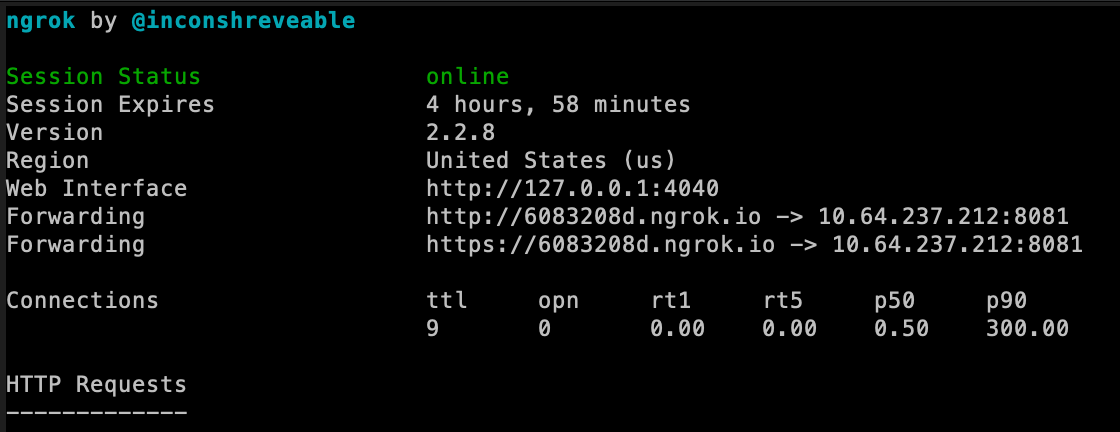 ngrok by @inconshreveable
Session Status online
Session Expires 4 hours, 58 minutes
Version 2.2.8
Region United States (us)
Web Interface http://127.0.0.1:4040
Forwarding http://6083208d.ngrok.io -> 10.64.237.212:8081
Forwarding https://6083208d.ngrok.io -> 10.64.237.212:8081
Connections ttl opn rt1 rt5 p50 p90
9 0 0.00 0.00 0.50 300.00
HTTP Requests
-------------